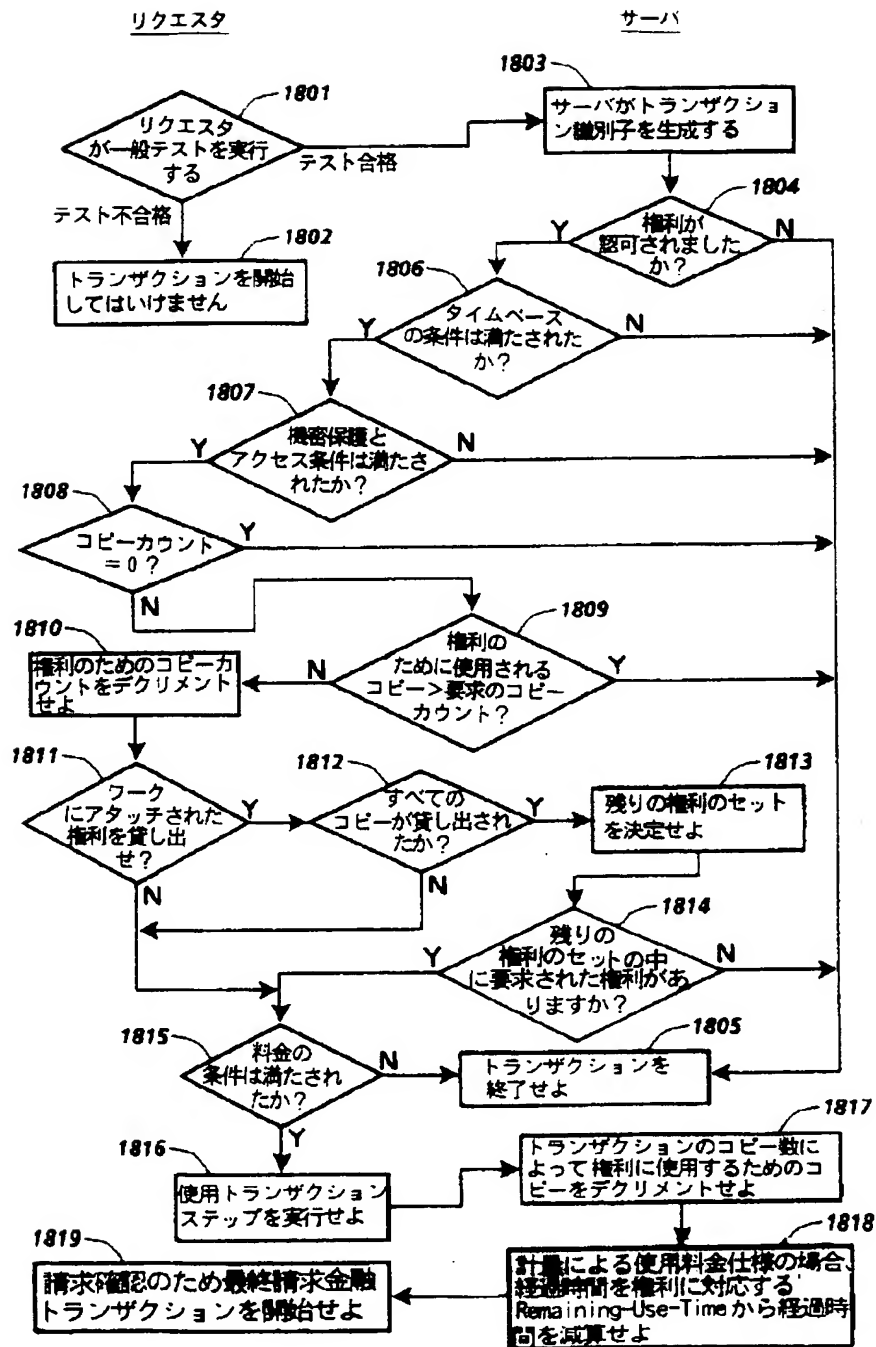 リクエスタ
サーバ
1801
リクエスタ
が一般テストを実行
する
テスト合格
テスト不合格
1802
トランザクションを開始
してはいけません
1803
サーバがトランザクショ
ン識別子を生成する
1804
権利が
認可されました
か?
Y
N
1806
タイムベース
の条件は満たされた
か?
Y
N
1807
機密保護と
アクセス条件は満たさ
れたか?
Y
N
1808
コピーカウント
=0?
Y
N
1809
権利の
ために使用される
コピー>要求のコピー
カウント?
N
Y
1810
権利のためのコピーカ
ウントをデクリメント
せよ
1811
ワーク
にアタッチされた
権利を貸し出
せ?
Y
N
1812
すべての
コピーが貸し出され
たか?
Y
N
1813
残りの権利のセット
を決定せよ
1814
残りの
権利のセットの中
に要求された権利があ
りますか?
Y
N
1815
料金の
条件は満たされ
たか?
N
Y
1805
トランザクションを
終了せよ
1816
使用トランザクション
ステップを実行せよ
1817
トランザクションのコピー数に
よって権利に使用するためのコ
ピーをデクリメントせよ
1818
計量による使用料金仕様の場合、
経過時間を権利に対応する
Remaining-Use-Timeから経過時
間を減算せよ
1819
請求確認のため最終請求金融
トランザクションを開始せよ